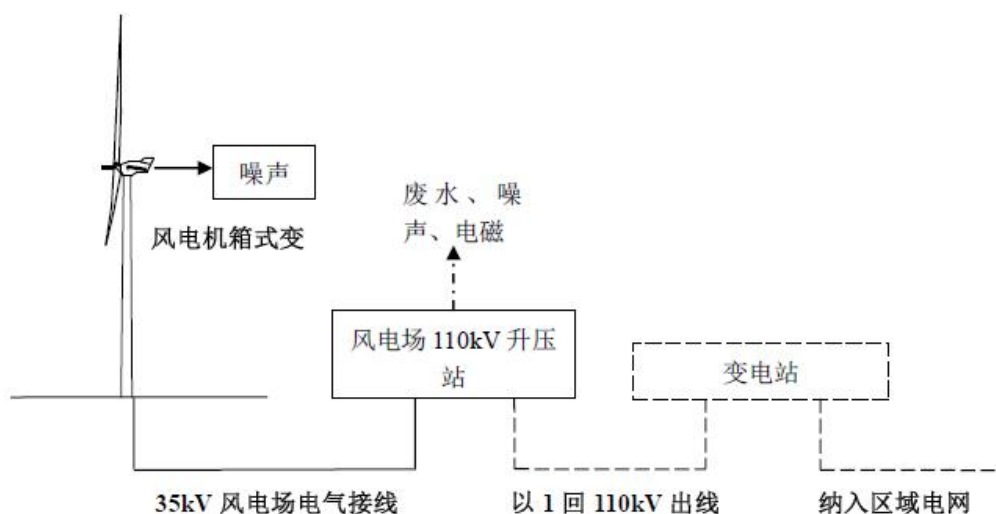 噪声
废水、噪
声、电磁
风电机箱式变
风电场 110kV 升压
站
变电站
35kV 风电场电气接线
以 1 回 110kV 出线
纳入区域电网